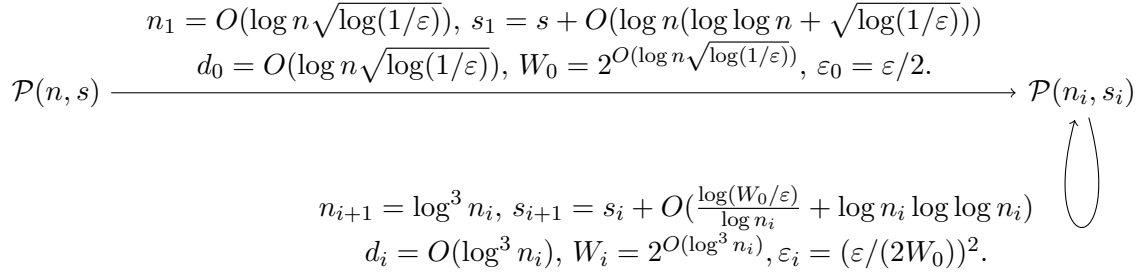 $n_1 = O(\log n\sqrt{\log(1/\varepsilon)})$, $s_1 = s + O(\log n(\log\log n + \sqrt{\log(1/\varepsilon)}))$
$d_0 = O(\log n\sqrt{\log(1/\varepsilon)})$, $W_0 = 2^{O(\log n\sqrt{\log(1/\varepsilon)})}$, $\varepsilon_0 = \varepsilon/2$.
$\mathcal{P}(n, s)$ $\mathcal{P}(n_i, s_i)$
$n_{i+1} = \log^3 n_i$, $s_{i+1} = s_i + O(\frac{\log(W_0/\varepsilon)}{\log n_i} + \log n_i \log\log n_i)$
$d_i = O(\log^3 n_i)$, $W_i = 2^{O(\log^3 n_i)}, \varepsilon_i = (\varepsilon/(2W_0))^2$.